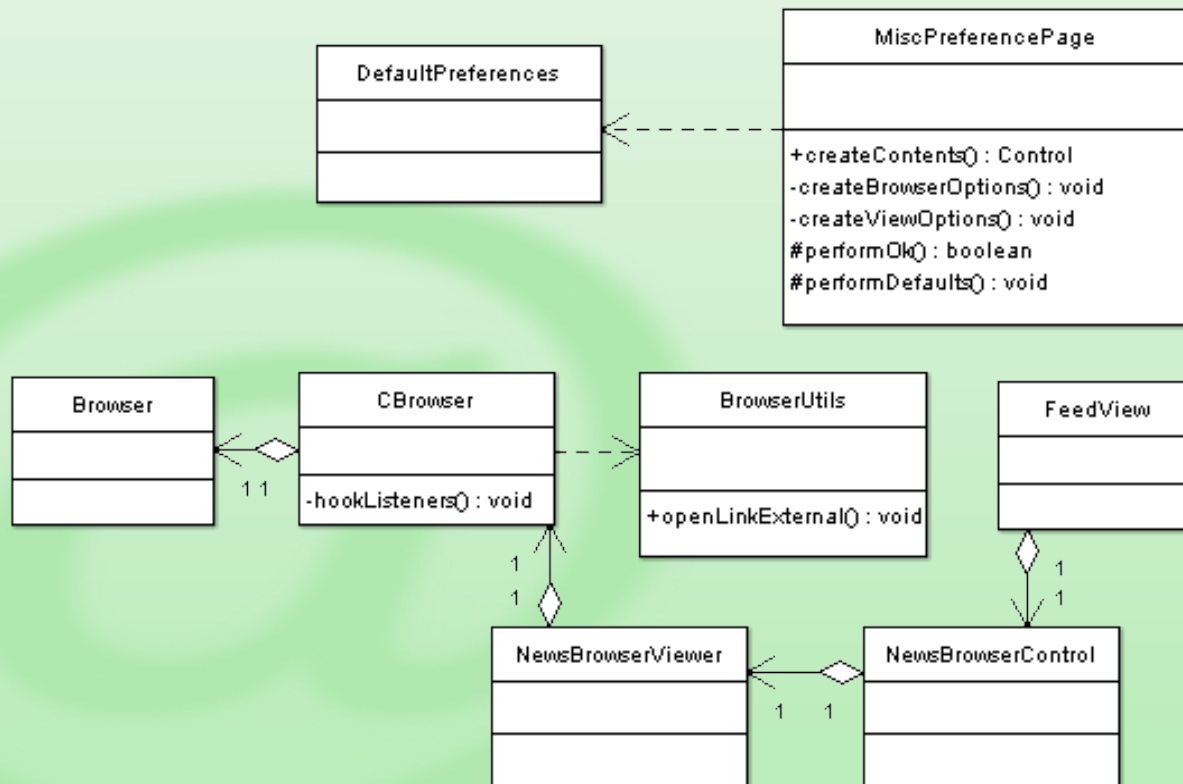 MiscPreferencePage
DefaultPreferences
+createContents() : Control
-createBrowserOptions() : void
-createViewOptions() : void
#performOk() : boolean
#performDefaults() : void
Browser
CBrowser
BrowserUtils
FeedView
1 1
-hookListeners() : void
+openLinkExternal() : void
1
1
1
1
NewsBrowserViewer
NewsBrowserControl
1 1